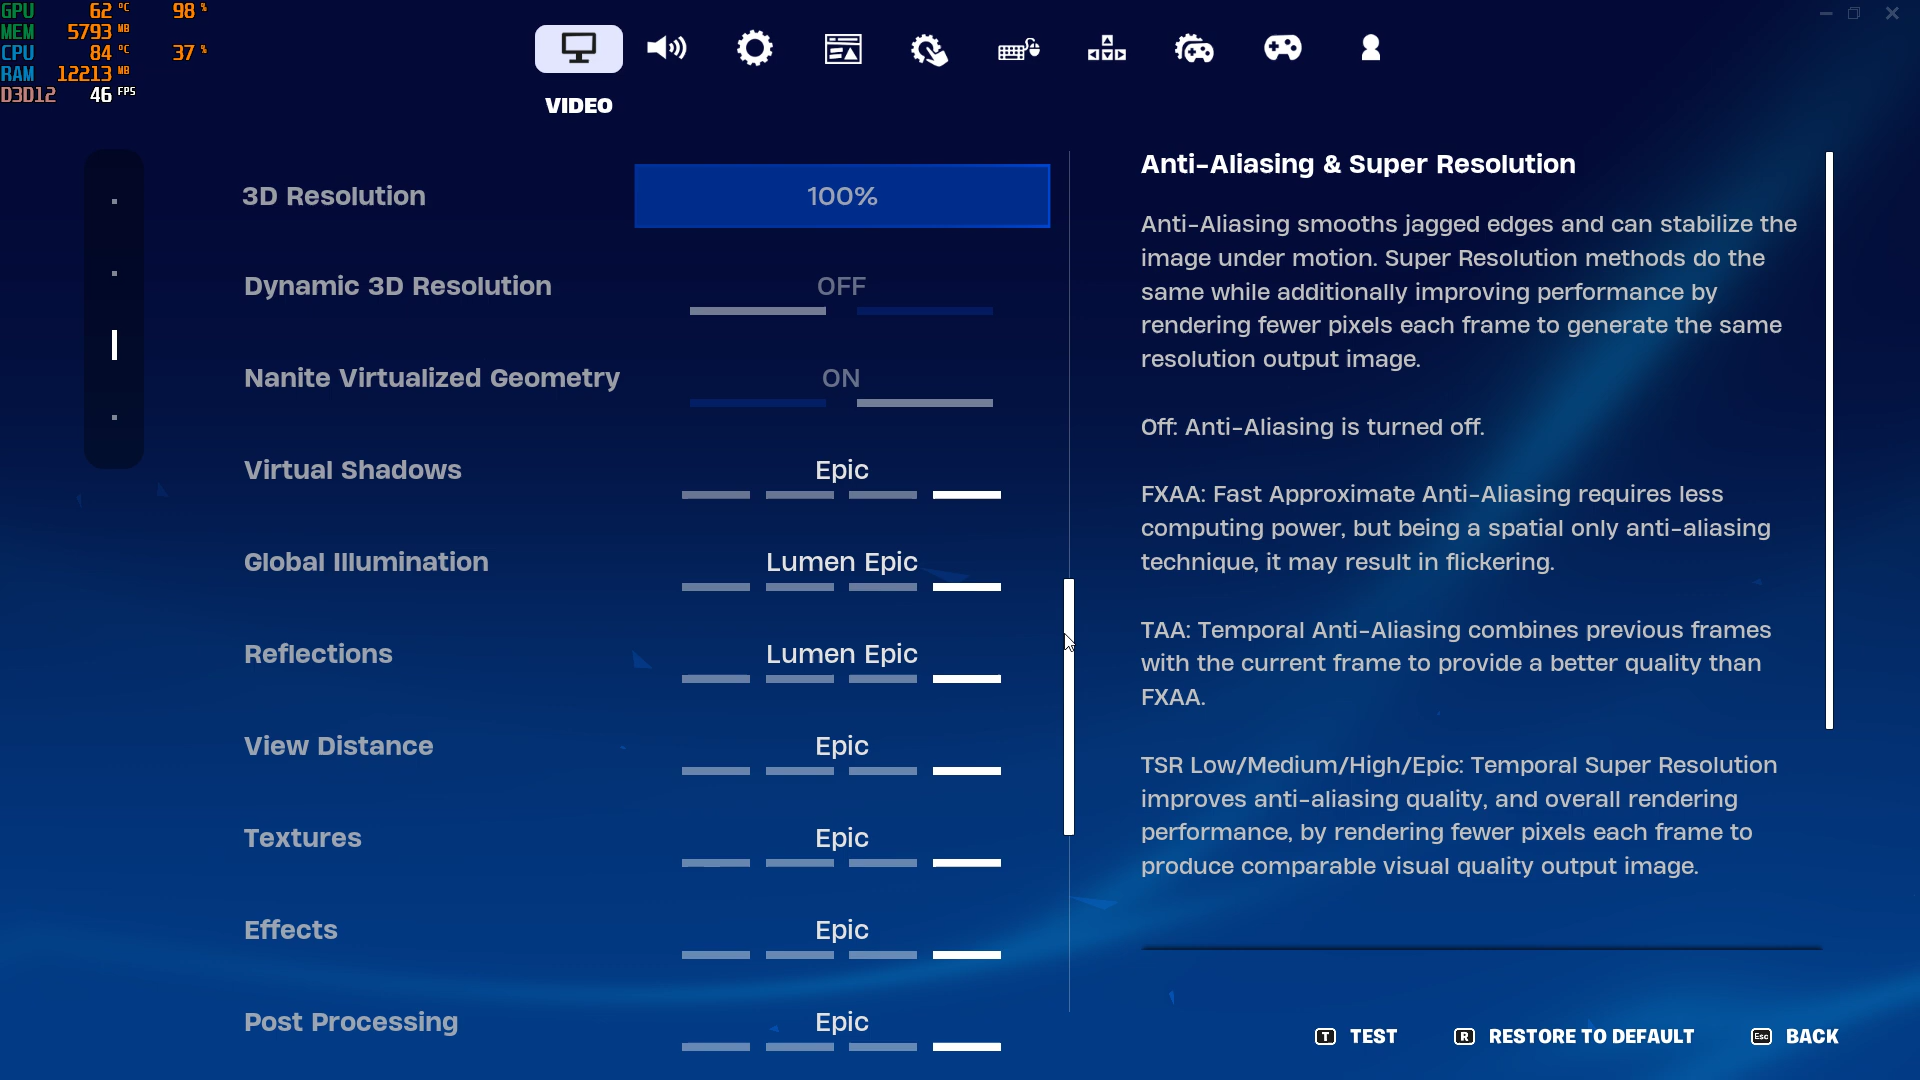 GPU 62 °C 98 %
MEM 5793 MB
CPU 84 °C 37 %
RAM 12213 MB
D3D12 46 FPS
VIDEO
3D Resolution 100%
Dynamic 3D Resolution OFF
Nanite Virtualized Geometry ON
Virtual Shadows Epic
Global Illumination Lumen Epic
Reflections Lumen Epic
View Distance Epic
Textures Epic
Effects Epic
Post Processing Epic
Anti-Aliasing & Super Resolution
Anti-Aliasing smooths jagged edges and can stabilize the
image under motion. Super Resolution methods do the
same while additionally improving performance by
rendering fewer pixels each frame to generate the same
resolution output image.
Off: Anti-Aliasing is turned off.
FXAA: Fast Approximate Anti-Aliasing requires less
computing power, but being a spatial only anti-aliasing
technique, it may result in flickering.
TAA: Temporal Anti-Aliasing combines previous frames
with the current frame to provide a better quality than
FXAA.
TSR Low/Medium/High/Epic: Temporal Super Resolution
improves anti-aliasing quality, and overall rendering
performance, by rendering fewer pixels each frame to
produce comparable visual quality output image.
T TEST R RESTORE TO DEFAULT Esc BACK